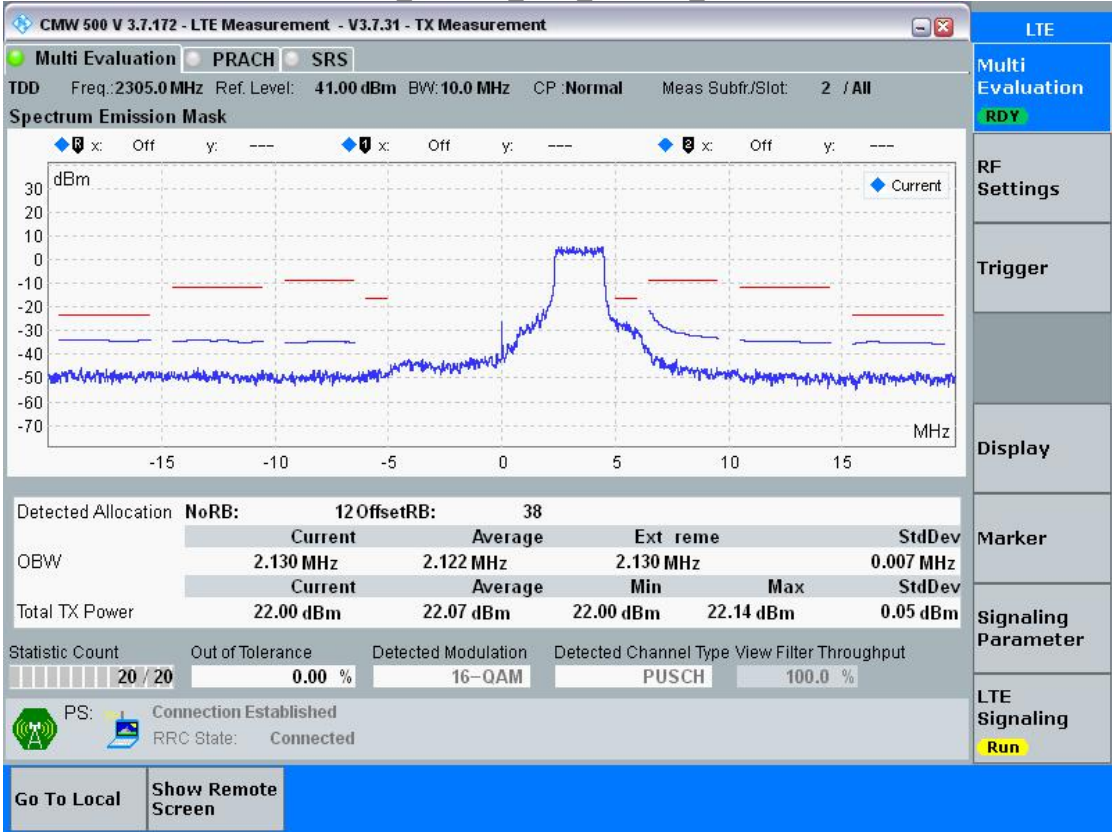 CMW 500 V 3.7.172 - LTE Measurement - V3.7.31 - TX Measurement
LTE
Multi Evaluation PRACH SRS
Multi
Evaluation
RDY
TDD Freq.:2305.0 MHz Ref. Level: 41.00 dBm BW:10.0 MHz CP :Normal Meas Subfr./Slot: 2 / All
Spectrum Emission Mask
R x: Off y: --- 1 x: Off y: --- 2 x: Off y: ---
dBm
Current
30
20
10
0
-10
-20
-30
-40
-50
-60
-70
MHz
-15 -10 -5 0 5 10 15
RF
Settings
Trigger
Display
Marker
Signaling
Parameter
LTE
Signaling
Run
Detected Allocation NoRB: 12 OffsetRB: 38
Current Average Ext reme StdDev
OBW 2.130 MHz 2.122 MHz 2.130 MHz 0.007 MHz
Current Average Min Max StdDev
Total TX Power 22.00 dBm 22.07 dBm 22.00 dBm 22.14 dBm 0.05 dBm
Statistic Count Out of Tolerance Detected Modulation Detected Channel Type View Filter Throughput
20 / 20 0.00 % 16-QAM PUSCH 100.0 %
PS: Connection Established
RRC State: Connected
Go To Local
Show Remote
Screen